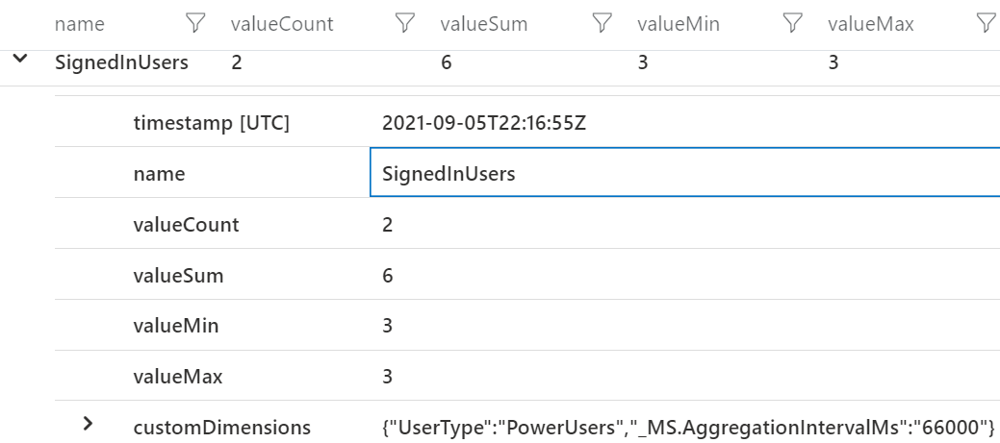 name valueCount valueSum valueMin valueMax
SignedInUsers 2 6 3 3
timestamp [UTC] 2021-09-05T22:16:55Z
name SignedInUsers
valueCount 2
valueSum 6
valueMin 3
valueMax 3
customDimensions {"UserType":"PowerUsers","_MS.AggregationIntervalMs":"66000"}